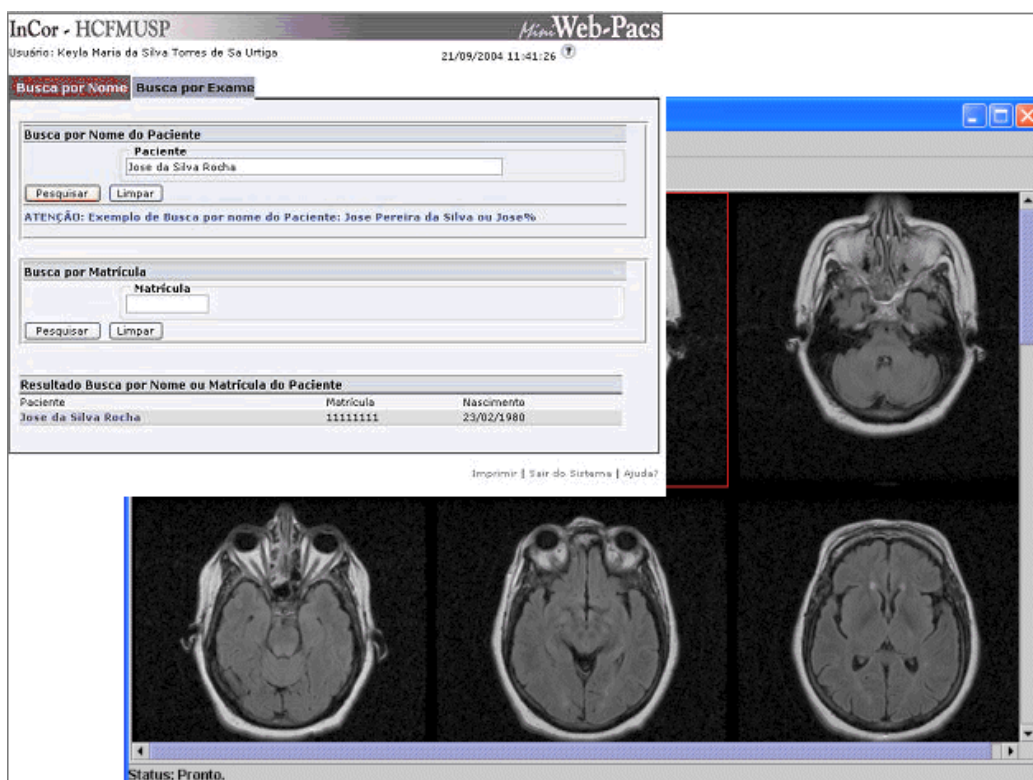 InCor - HCFMUSP
Mini Web-Pacs
Usuário: Keyla Maria da Silva Torres de Sa Urtiga
21/09/2004 11:41:26
Busca por Nome Busca por Exame
Busca por Nome do Paciente
Paciente
Jose da Silva Rocha
Pesquisar Limpar
ATENÇÃO: Exemplo de Busca por nome do Paciente: Jose Pereira da Silva ou Jose%
Busca por Matrícula
Matrícula
Pesquisar Limpar
Resultado Busca por Nome ou Matrícula do Paciente
Paciente Matrícula Nascimento
Jose da Silva Rocha 11111111 23/02/1980
Imprimir | Sair do Sistema | Ajuda?
Status: Pronto.